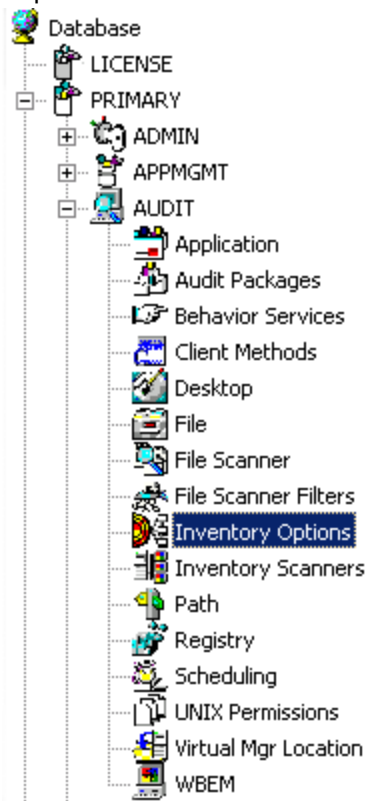 Database
LICENSE
PRIMARY
ADMIN
APPMGMT
AUDIT
Application
Audit Packages
Behavior Services
Client Methods
Desktop
File
File Scanner
File Scanner Filters
Inventory Options
Inventory Scanners
Path
Registry
Scheduling
UNIX Permissions
Virtual Mgr Location
WBEM